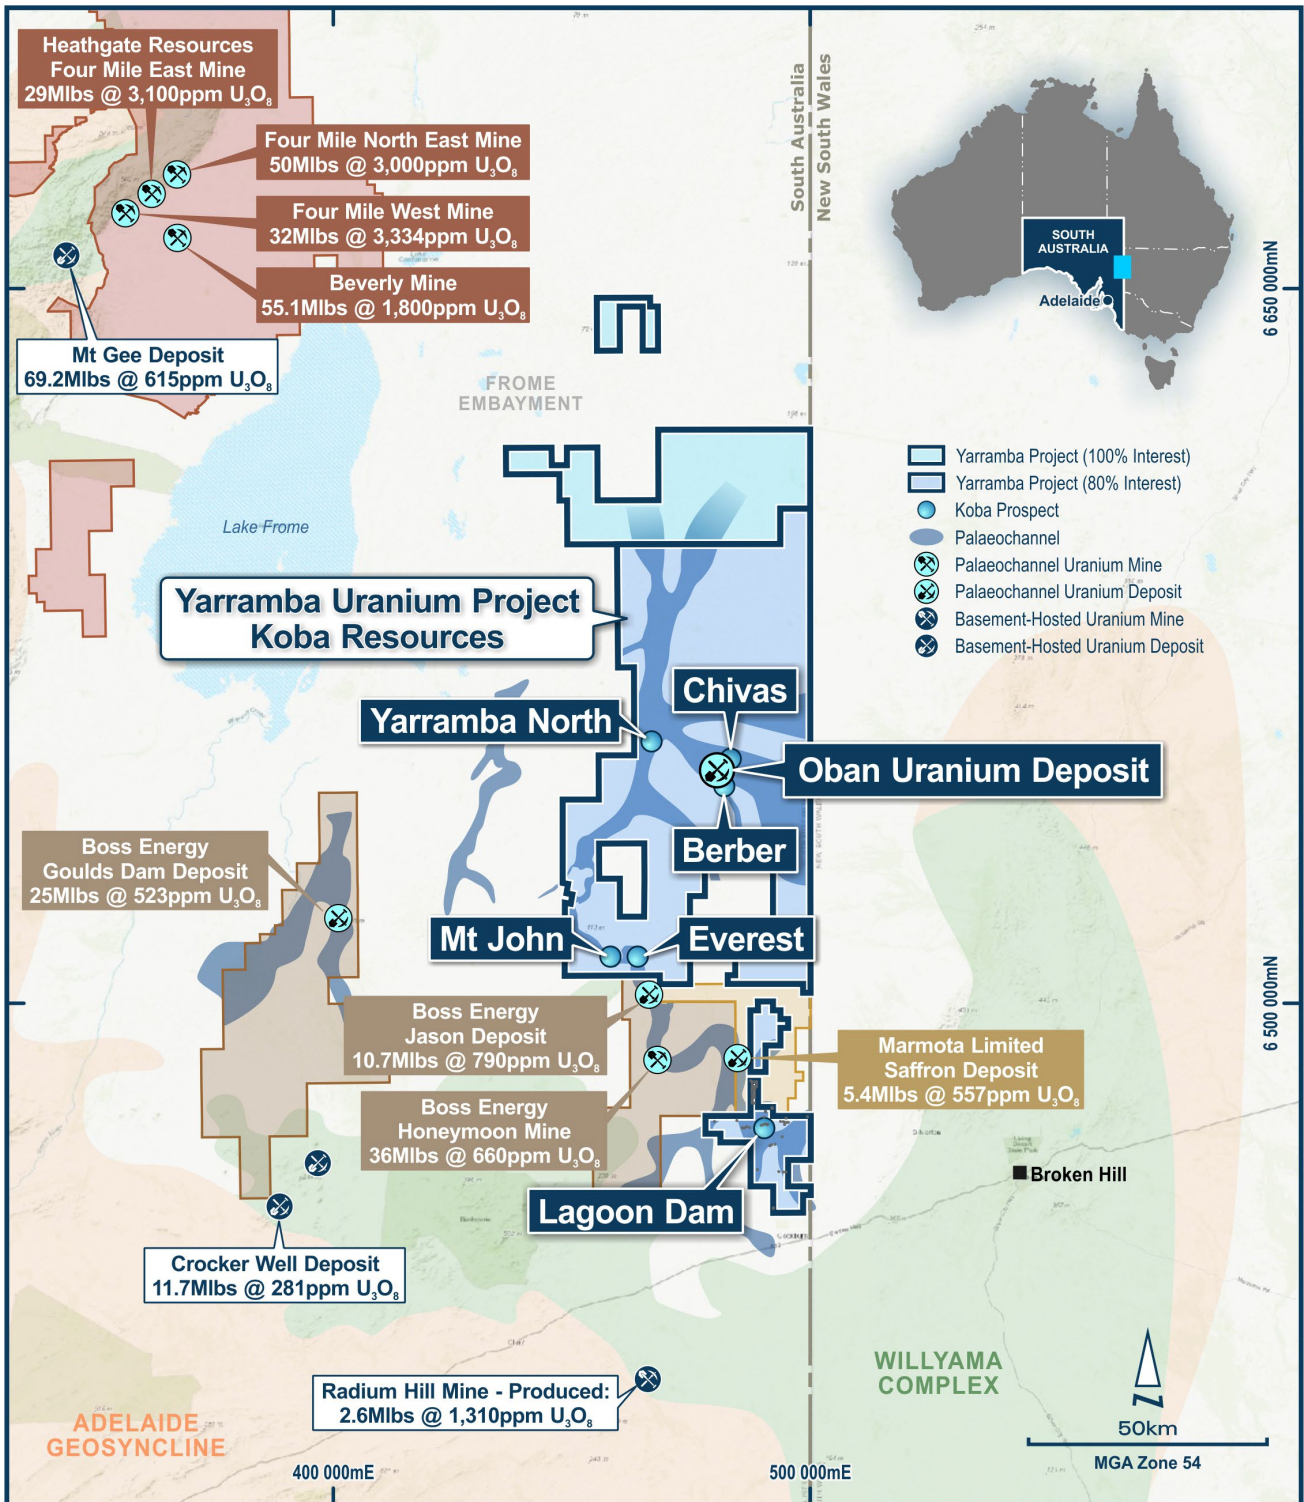 Heathgate Resources
Four Mile East Mine
29Mlbs @ 3,100ppm U₃O₈
Four Mile North East Mine
50Mlbs @ 3,000ppm U₃O₈
Four Mile West Mine
32Mlbs @ 3,334ppm U₃O₈
Beverly Mine
55.1Mlbs @ 1,800ppm U₃O₈
Mt Gee Deposit
69.2Mlbs @ 615ppm U₃O₈
South Australia
New South Wales
SOUTH
AUSTRALIA
Adelaide
6 650 000mN
FROME
EMBAYMENT
Lake Frome
Yarramba Project (100% Interest)
Yarramba Project (80% Interest)
Koba Prospect
Palaeochannel
Palaeochannel Uranium Mine
Palaeochannel Uranium Deposit
Basement-Hosted Uranium Mine
Basement-Hosted Uranium Deposit
Yarramba Uranium Project
Koba Resources
Chivas
Yarramba North
Oban Uranium Deposit
Berber
Boss Energy
Goulds Dam Deposit
25Mlbs @ 523ppm U₃O₈
Mt John
Everest
6 500 000mN
Boss Energy
Jason Deposit
10.7Mlbs @ 790ppm U₃O₈
Marmota Limited
Saffron Deposit
5.4Mlbs @ 557ppm U₃O₈
Boss Energy
Honeymoon Mine
36Mlbs @ 660ppm U₃O₈
Broken Hill
Lagoon Dam
Crocker Well Deposit
11.7Mlbs @ 281ppm U₃O₈
WILLYAMA
COMPLEX
Radium Hill Mine - Produced:
2.6Mlbs @ 1,310ppm U₃O₈
ADELAIDE
GEOSYNCLINE
N
50km
MGA Zone 54
400 000mE
500 000mE